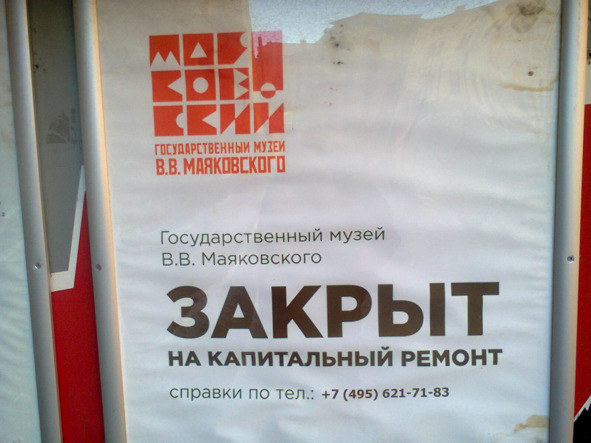 МАЯ
КОВ
СКИЙ
ГОСУДАРСТВЕННЫЙ МУЗЕЙ
В.В. МАЯКОВСКОГО
Государственный музей
В.В. Маяковского
ЗАКРЫТ
НА КАПИТАЛЬНЫЙ РЕМОНТ
справки по тел.: +7 (495) 621-71-83